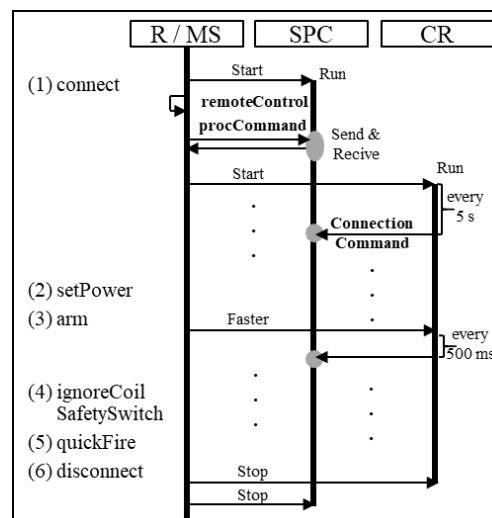 R / MS SPC CR
Start Run
(1) connect
remoteControl
procCommand
Send &
Recive
Start Run
every
5 s
Connection
Command
(2) setPower
(3) arm
Faster
every
500 ms
(4) ignoreCoil
SafetySwitch
(5) quickFire
(6) disconnect
Stop
Stop